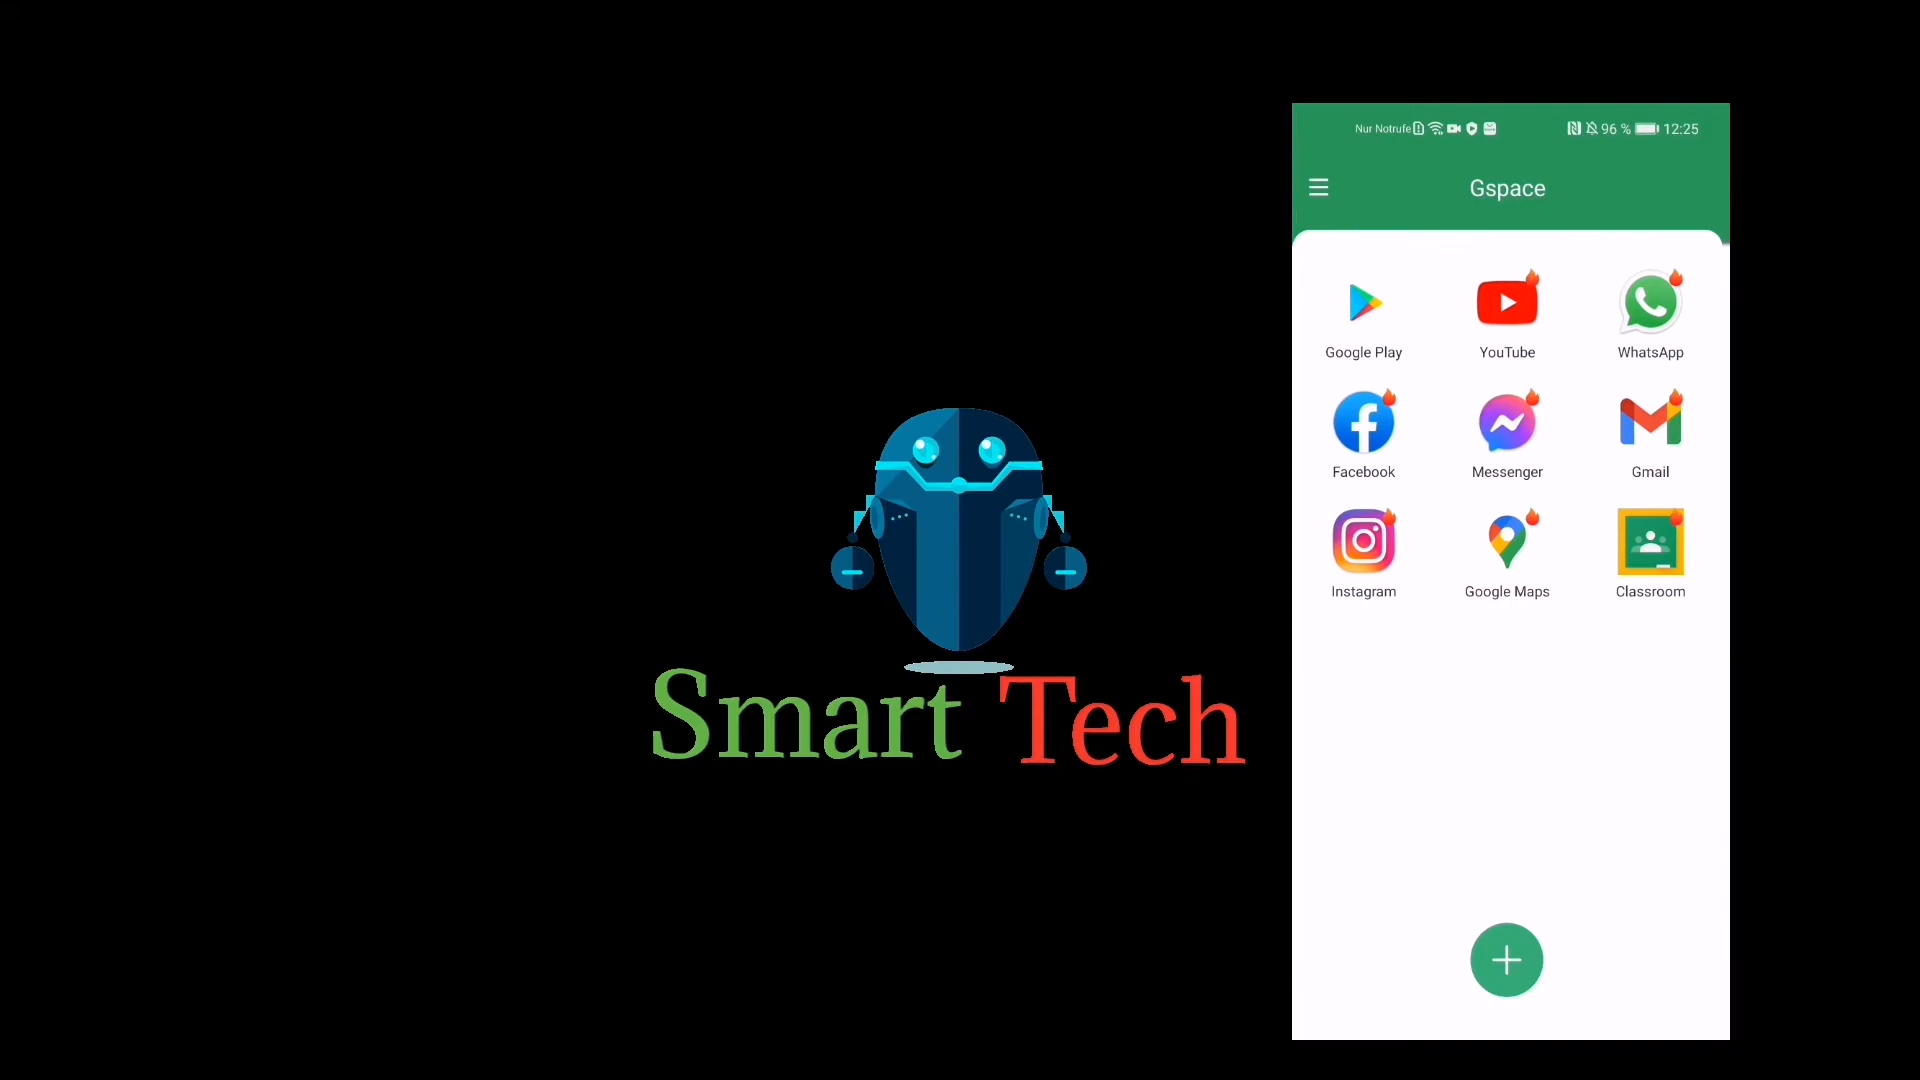 Nur Notrufe 96 % 12:25
Gspace
Google Play YouTube WhatsApp
Facebook Messenger Gmail
Instagram Google Maps Classroom
Smart Tech